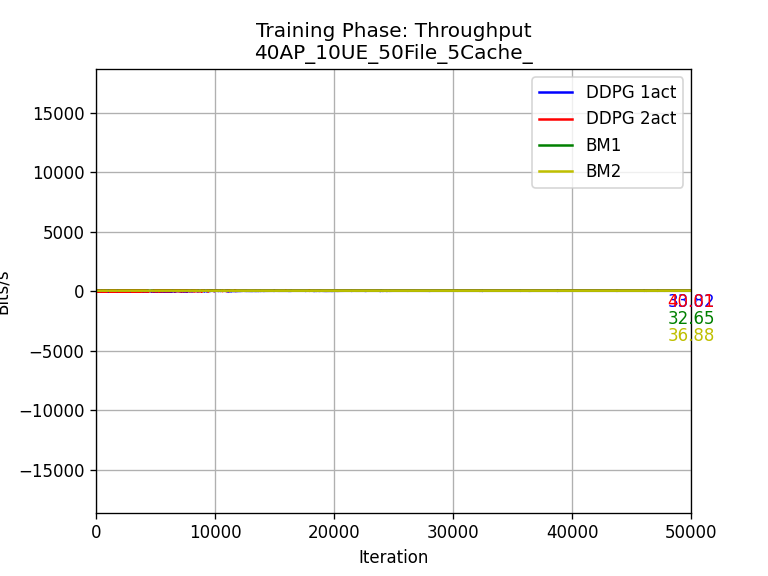 Training Phase: Throughput
40AP_10UE_50File_5Cache_
DDPG 1act
DDPG 2act
BM1
BM2
15000
10000
5000
0
−5000
−10000
−15000
Bits/s
32.65
36.88
0
10000
20000
30000
40000
50000
Iteration